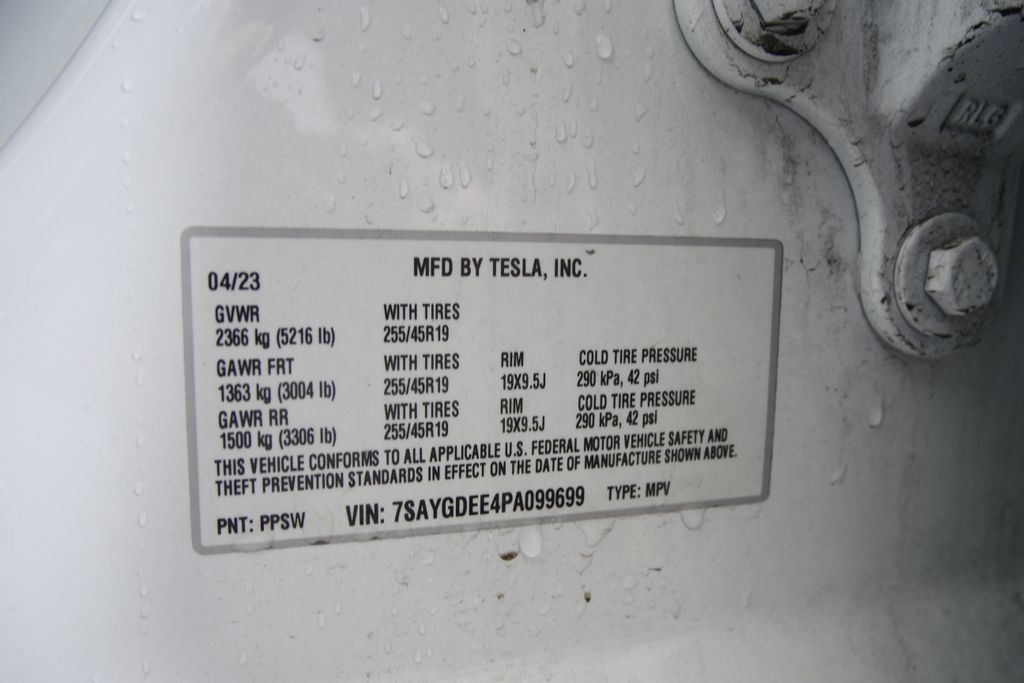 RLG
MFD BY TESLA, INC.
04/23
GVWR WITH TIRES
2366 kg (5216 lb) 255/45R19
GAWR FRT WITH TIRES RIM COLD TIRE PRESSURE
1363 kg (3004 lb) 255/45R19 19X9.5J 290 kPa, 42 psi
GAWR RR WITH TIRES RIM COLD TIRE PRESSURE
1500 kg (3306 lb) 255/45R19 19X9.5J 290 kPa, 42 psi
THIS VEHICLE CONFORMS TO ALL APPLICABLE U.S. FEDERAL MOTOR VEHICLE SAFETY AND
THEFT PREVENTION STANDARDS IN EFFECT ON THE DATE OF MANUFACTURE SHOWN ABOVE.
PNT: PPSW VIN: 7SAYGDEE4PA099699 TYPE: MPV